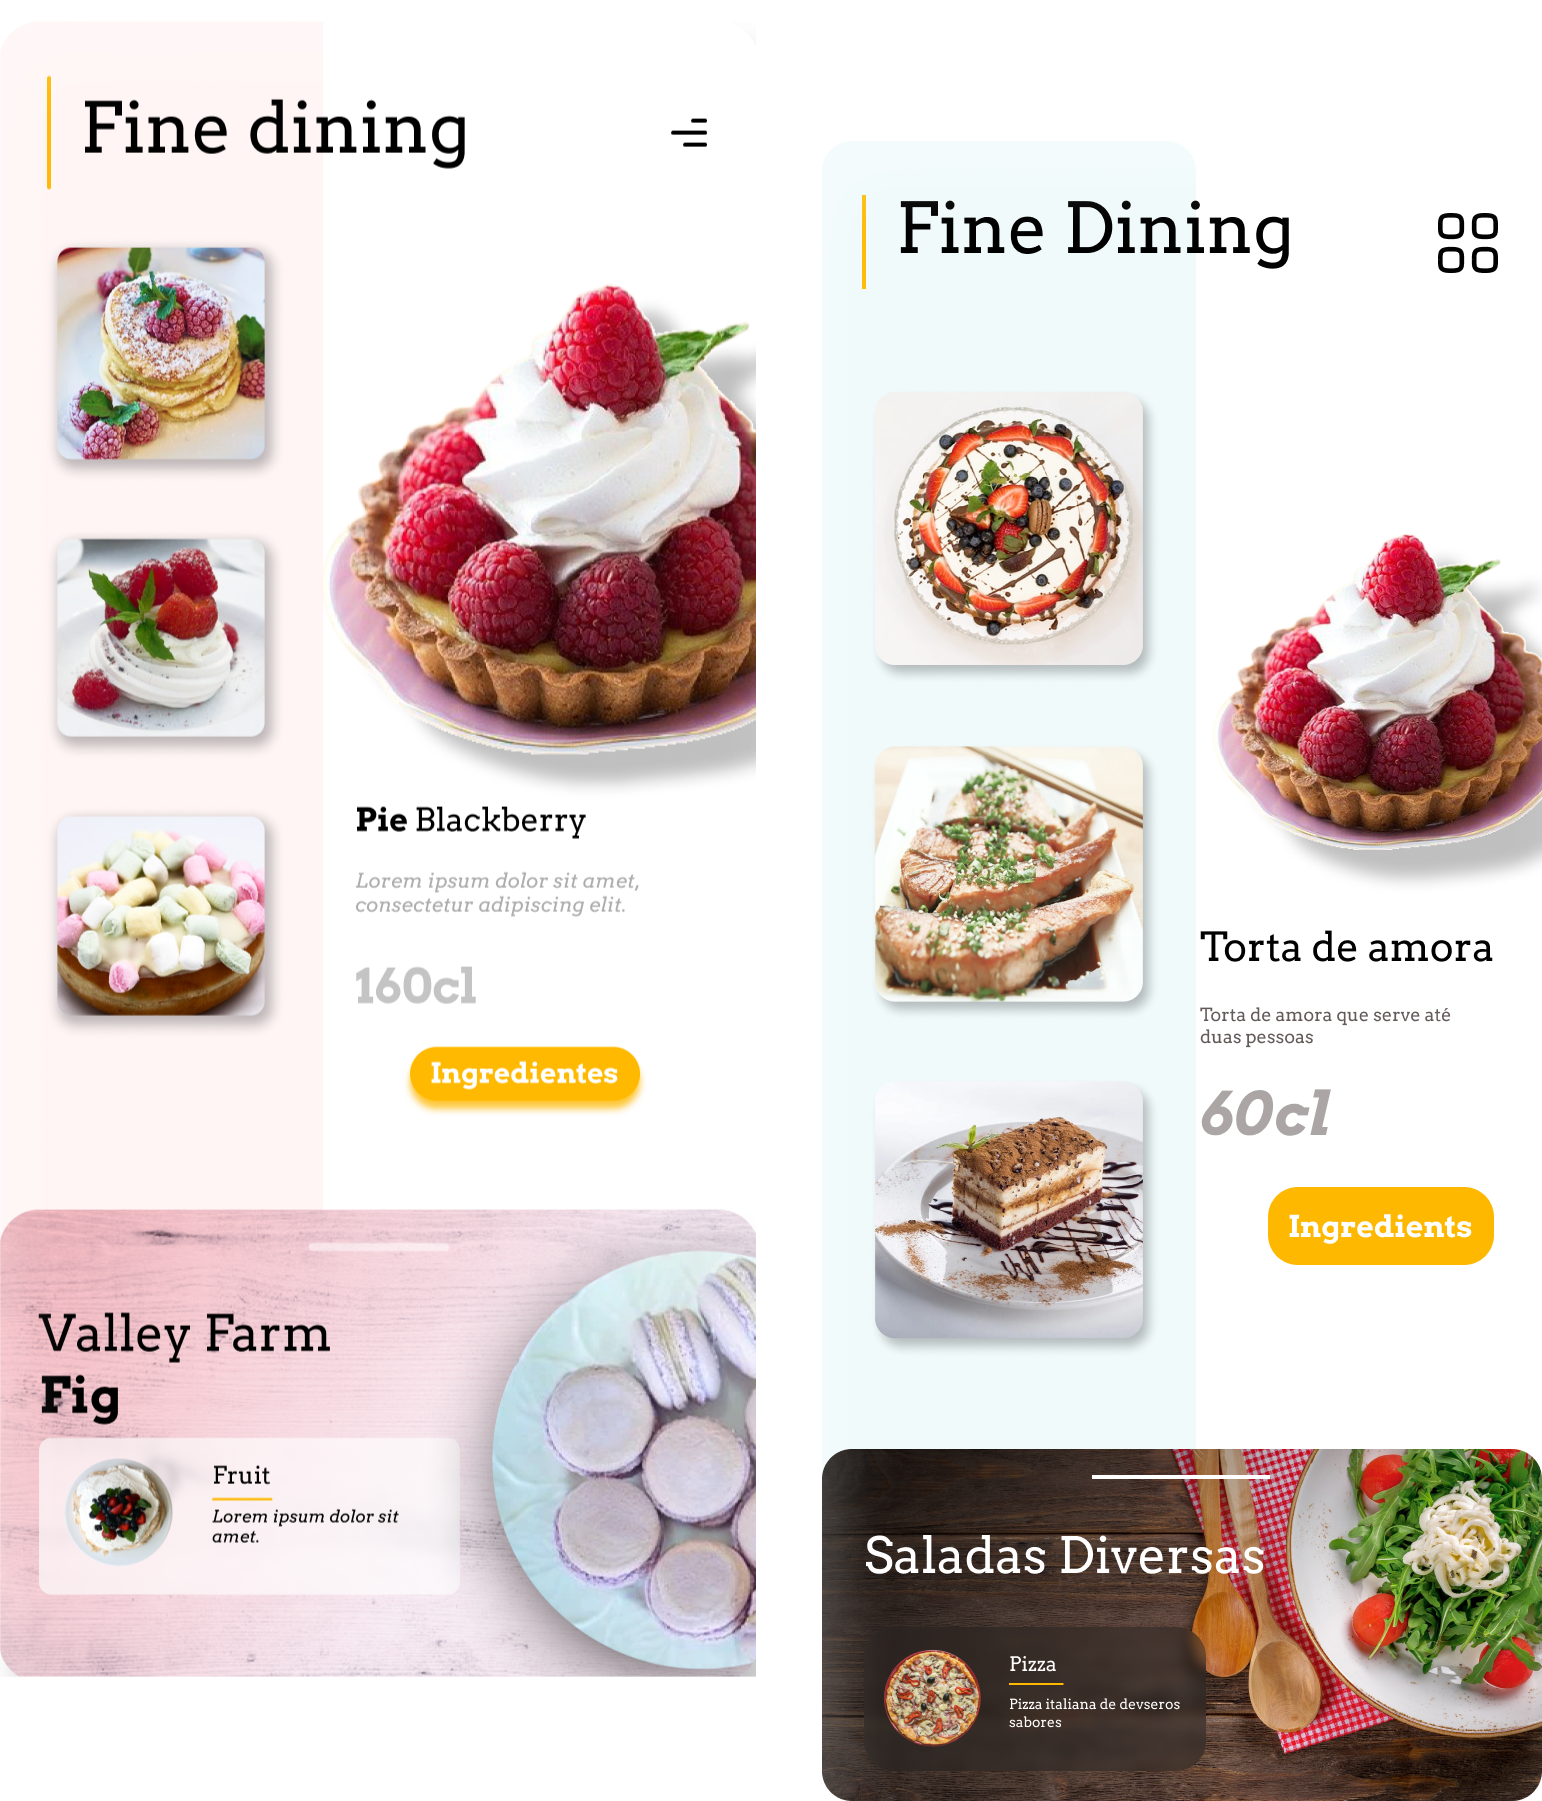 Fine dining
Pie Blackberry
Lorem ipsum dolor sit amet,
consectetur adipiscing elit.
160cl
Ingredientes
Valley Farm
Fig
Fruit
Lorem ipsum dolor sit
amet.
Fine Dining
Torta de amora
Torta de amora que serve até
duas pessoas
60cl
Ingredients
Saladas Diversas
Pizza
Pizza italiana de devseros
sabores